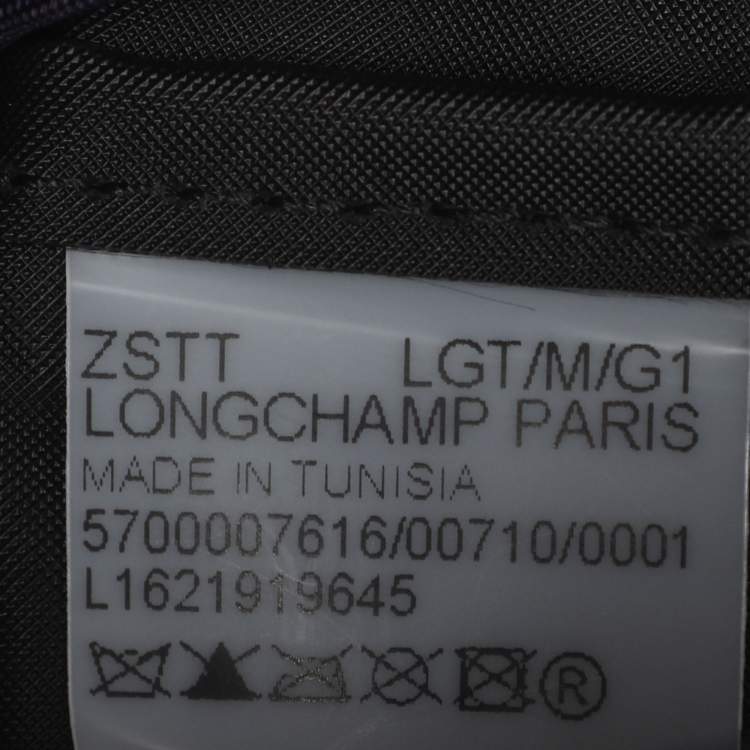 ZSTT LGT/M/G1
LONGCHAMP PARIS
MADE IN TUNISIA
5700007616/00710/0001
L1621919645
®